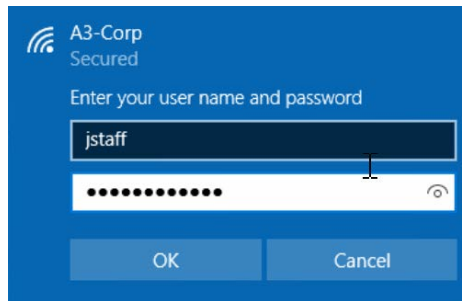 A3-Corp
Secured
Enter your user name and password
jstaff
••••••••••••
OK
Cancel